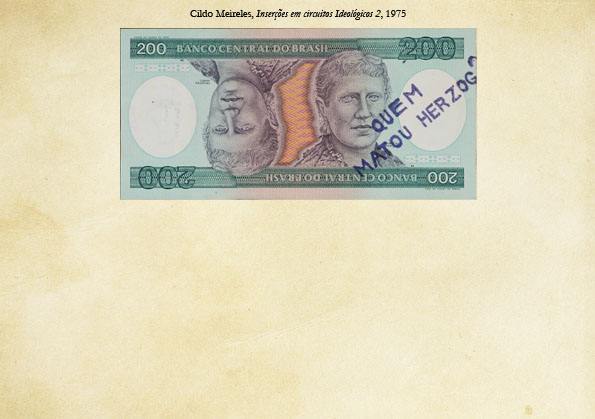 Cildo Meireles, Inserções em circuitos Ideológicos 2, 1975
200 BANCO CENTRAL DO BRASIL 200
QUEM
MATOU HERZOG?
200 BANCO CENTRAL DO BRASIL 200